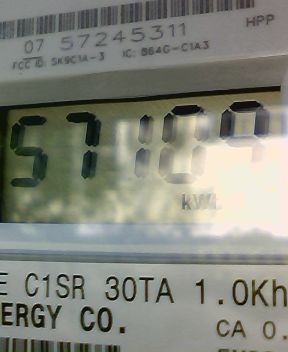 07 57245311
HPP
FCC ID: SK9C1A-3 IC: 864G-C1A3
57109
kWh
E C1SR 30TA 1.0Kh
ERGY CO.
CA 0.